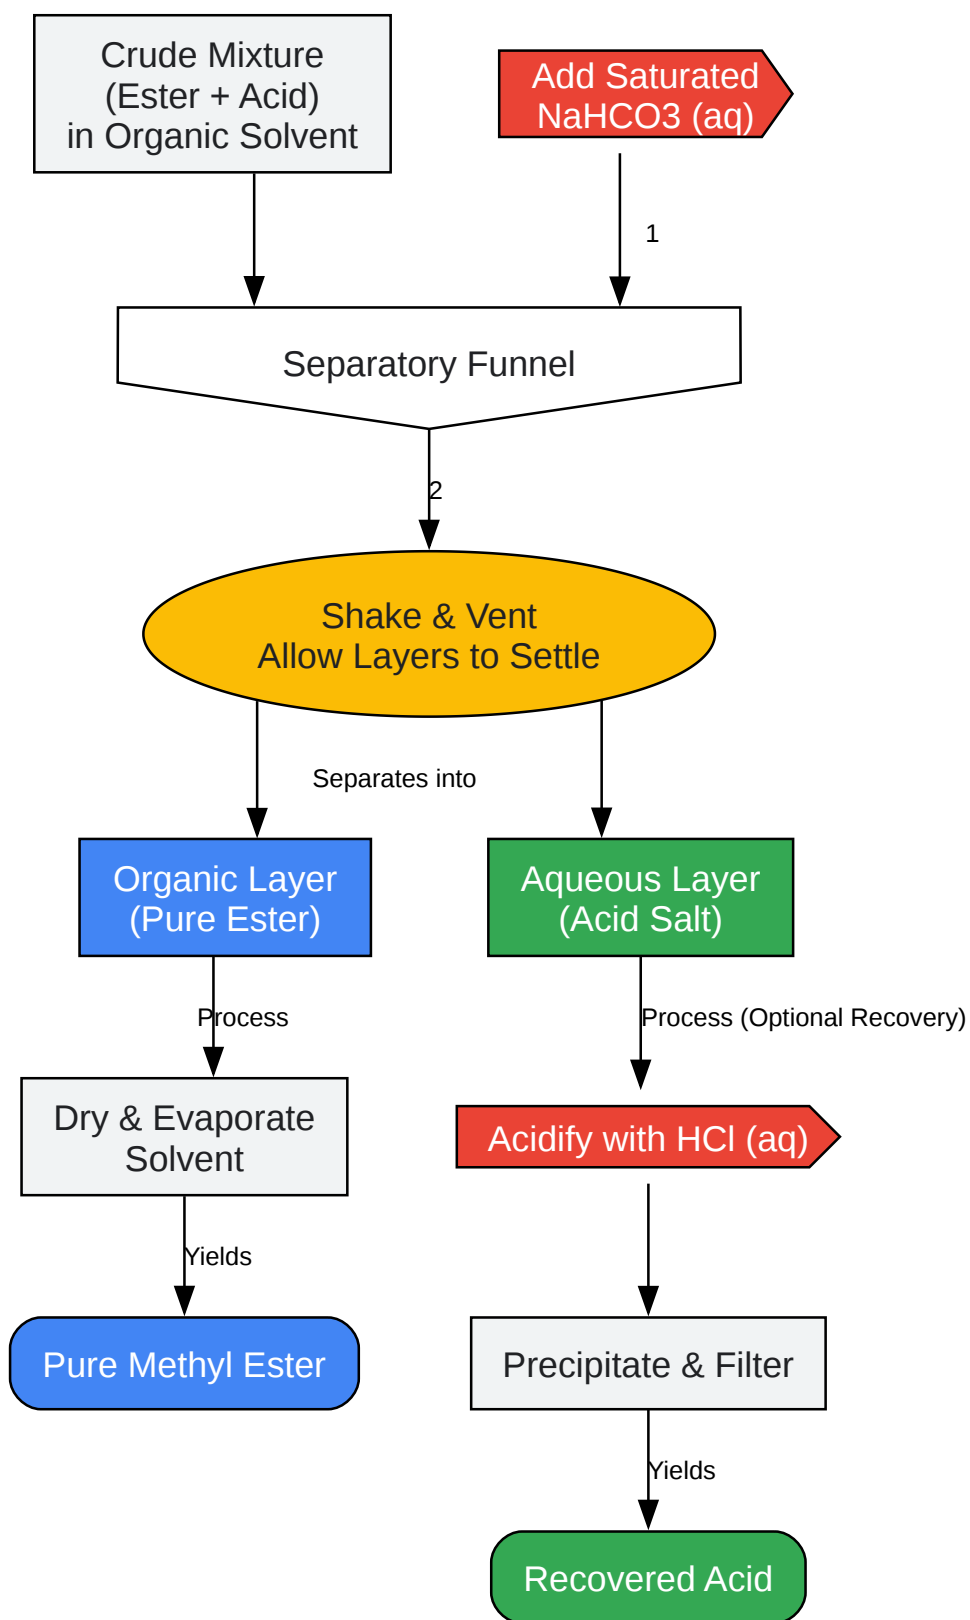 Crude Mixture
(Ester + Acid)
in Organic Solvent
Add Saturated
NaHCO3 (aq)
1
Separatory Funnel
2
Shake & Vent
Allow Layers to Settle
Separates into
Organic Layer
(Pure Ester)
Aqueous Layer
(Acid Salt)
Process
Process (Optional Recovery)
Dry & Evaporate
Solvent
Acidify with HCl (aq)
Yields
Pure Methyl Ester
Precipitate & Filter
Yields
Recovered Acid